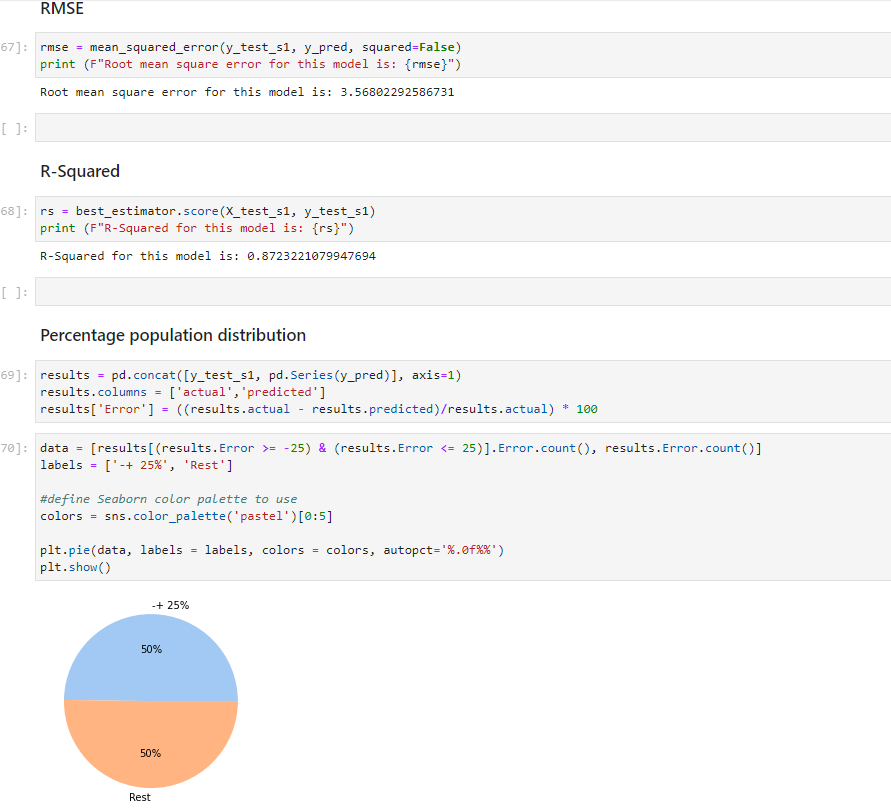 RMSE
67]:
rmse = mean_squared_error(y_test_s1, y_pred, squared=False)
print (F"Root mean square error for this model is: {rmse}")
Root mean square error for this model is: 3.56802292586731
[ ]:
R-Squared
68]:
rs = best_estimator.score(X_test_s1, y_test_s1)
print (F"R-Squared for this model is: {rs}")
R-Squared for this model is: 0.8723221079947694
[ ]:
Percentage population distribution
69]:
results = pd.concat([y_test_s1, pd.Series(y_pred)], axis=1)
results.columns = ['actual','predicted']
results['Error'] = ((results.actual - results.predicted)/results.actual) * 100
70]:
data = [results[(results.Error >= -25) & (results.Error <= 25)].Error.count(), results.Error.count()]
labels = ['-+ 25%', 'Rest']
#define Seaborn color palette to use
colors = sns.color_palette('pastel')[0:5]
plt.pie(data, labels = labels, colors = colors, autopct='%.0f%%')
plt.show()
-+ 25%
50%
50%
Rest